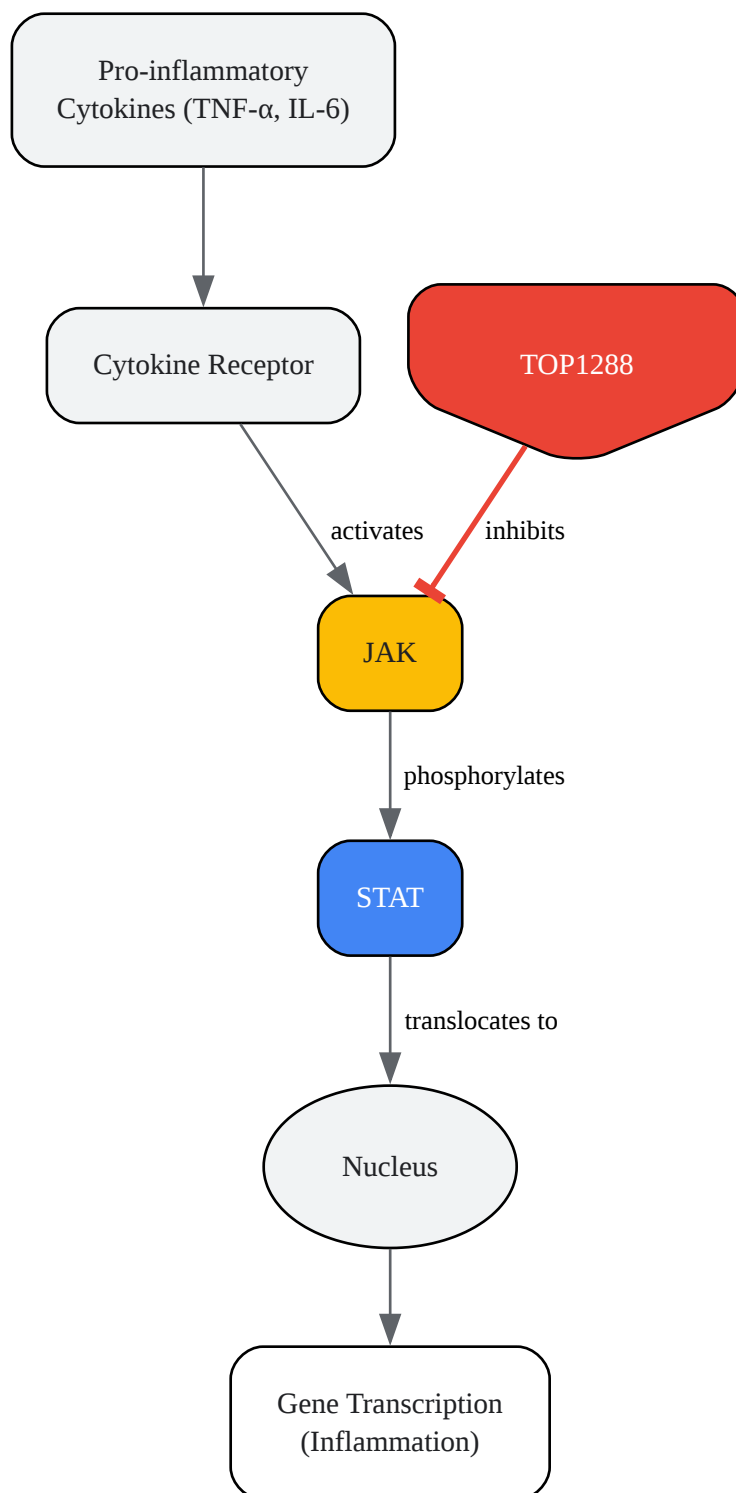 Pro-inflammatory
Cytokines (TNF-α, IL-6)
Cytokine Receptor
TOP1288
activates
inhibits
JAK
phosphorylates
STAT
translocates to
Nucleus
Gene Transcription
(Inflammation)